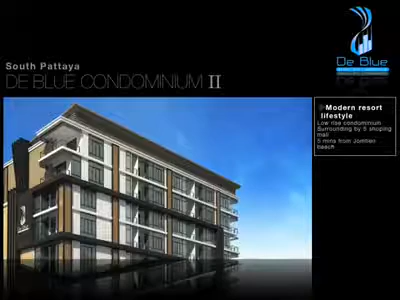 De Blue
South Pattaya
DE BLUE CONDOMINIUM II
Modern resort
lifestyle
Low rise condominium
Surrounding by 5 shoping
mall
5 mins from Jomtien
beach